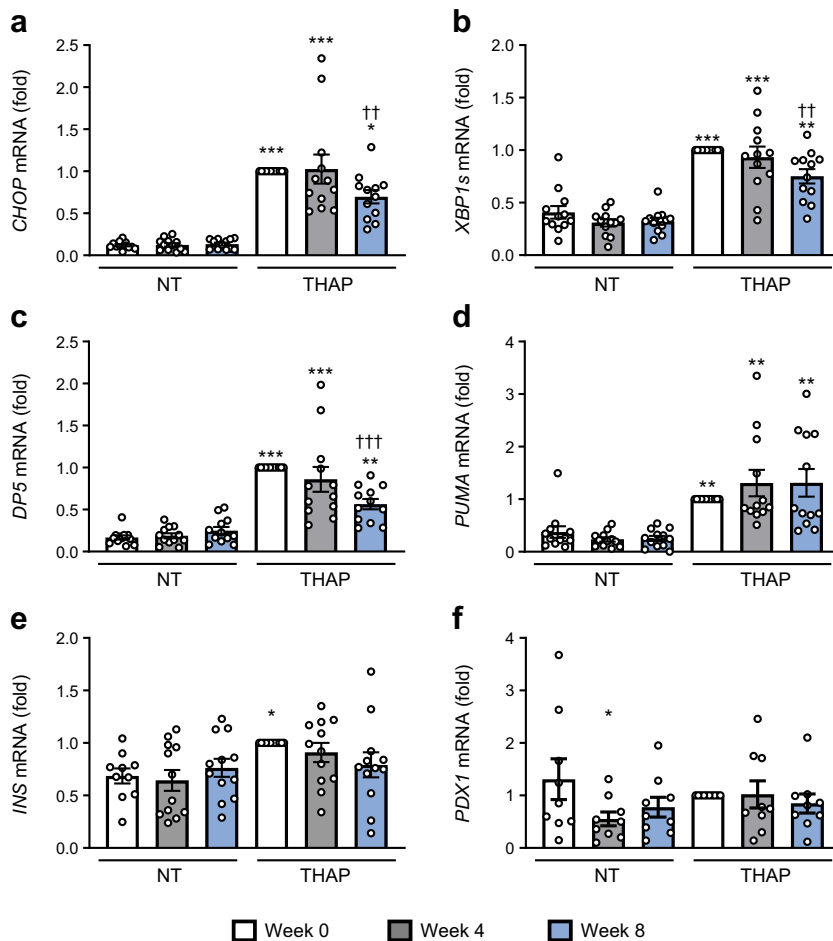 a
CHOP mRNA (fold)
2.5
2.0
1.5
1.0
0.5
0.0
***
***
††
*
NT
THAP
b
XBP1s mRNA (fold)
2.0
1.5
1.0
0.5
0.0
***
***
††
**
NT
THAP
c
DP5 mRNA (fold)
2.5
2.0
1.5
1.0
0.5
0.0
***
***
†††
**
NT
THAP
d
PUMA mRNA (fold)
4
3
2
1
0
**
**
**
NT
THAP
e
INS mRNA (fold)
2.0
1.5
1.0
0.5
0.0
*
NT
THAP
f
PDX1 mRNA (fold)
4
3
2
1
0
*
NT
THAP
Week 0
Week 4
Week 8